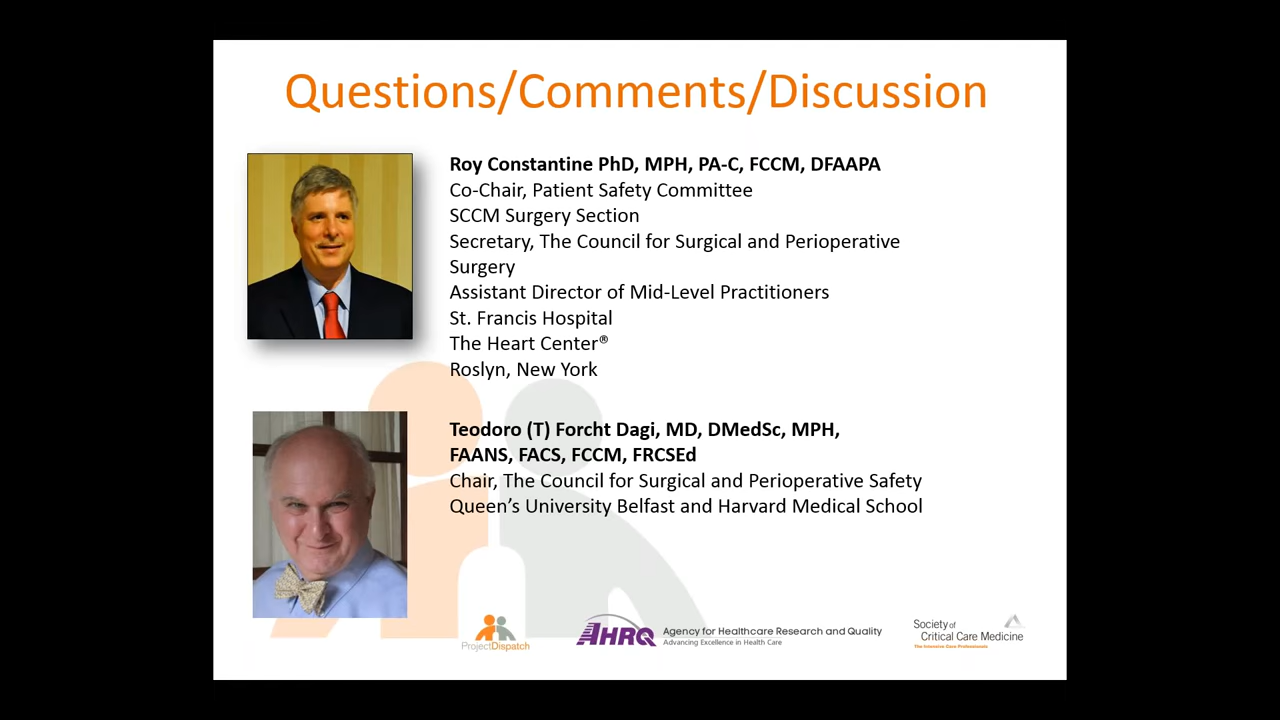 Questions/Comments/Discussion
Roy Constantine PhD, MPH, PA-C, FCCM, DFAAPA
Co-Chair, Patient Safety Committee
SCCM Surgery Section
Secretary, The Council for Surgical and Perioperative
Surgery
Assistant Director of Mid-Level Practitioners
St. Francis Hospital
The Heart Center®
Roslyn, New York
Teodoro (T) Forcht Dagi, MD, DMedSc, MPH,
FAANS, FACS, FCCM, FRCSEd
Chair, The Council for Surgical and Perioperative Safety
Queen’s University Belfast and Harvard Medical School
ProjectDispatch
AHRQ
Agency for Healthcare Research and Quality
Advancing Excellence in Health Care
Society of
Critical Care Medicine
The Intensive Care Professionals